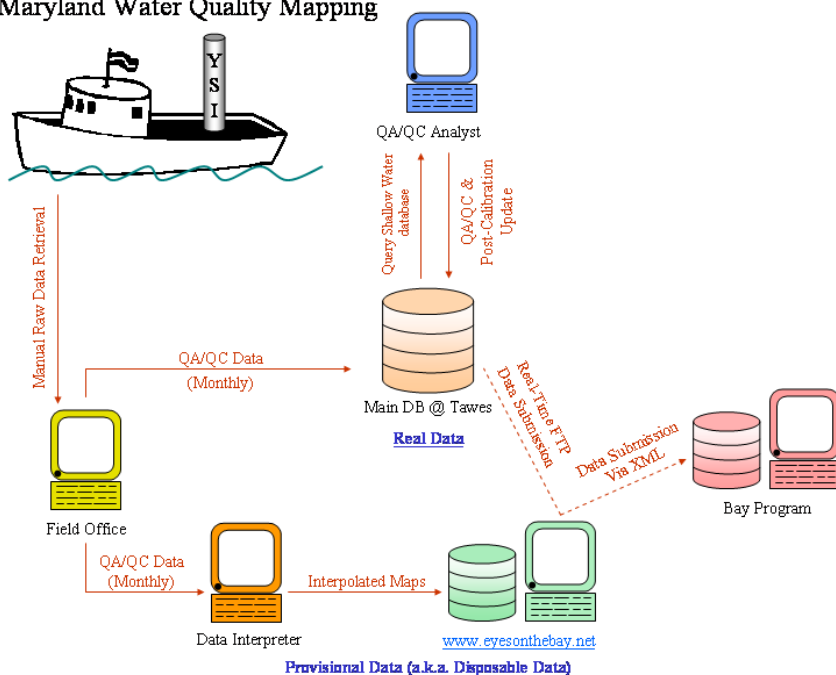 Maryland Water Quality Mapping
Y
S
I
QA/QC Analyst
Query Shallow Water
database
QA/QC &
Post-Calibration
Update
Manual Raw Data Retrieval
QA/QC Data
(Monthly)
Main DB @ Tawes
Real Data
Real-Time FTP
Data Submission
Data Submission
Via XML
Bay Program
Field Office
QA/QC Data
(Monthly)
Interpolated Maps
Data Interpreter
www.eyesonthebay.net
Provisional Data (a.k.a. Disposable Data)